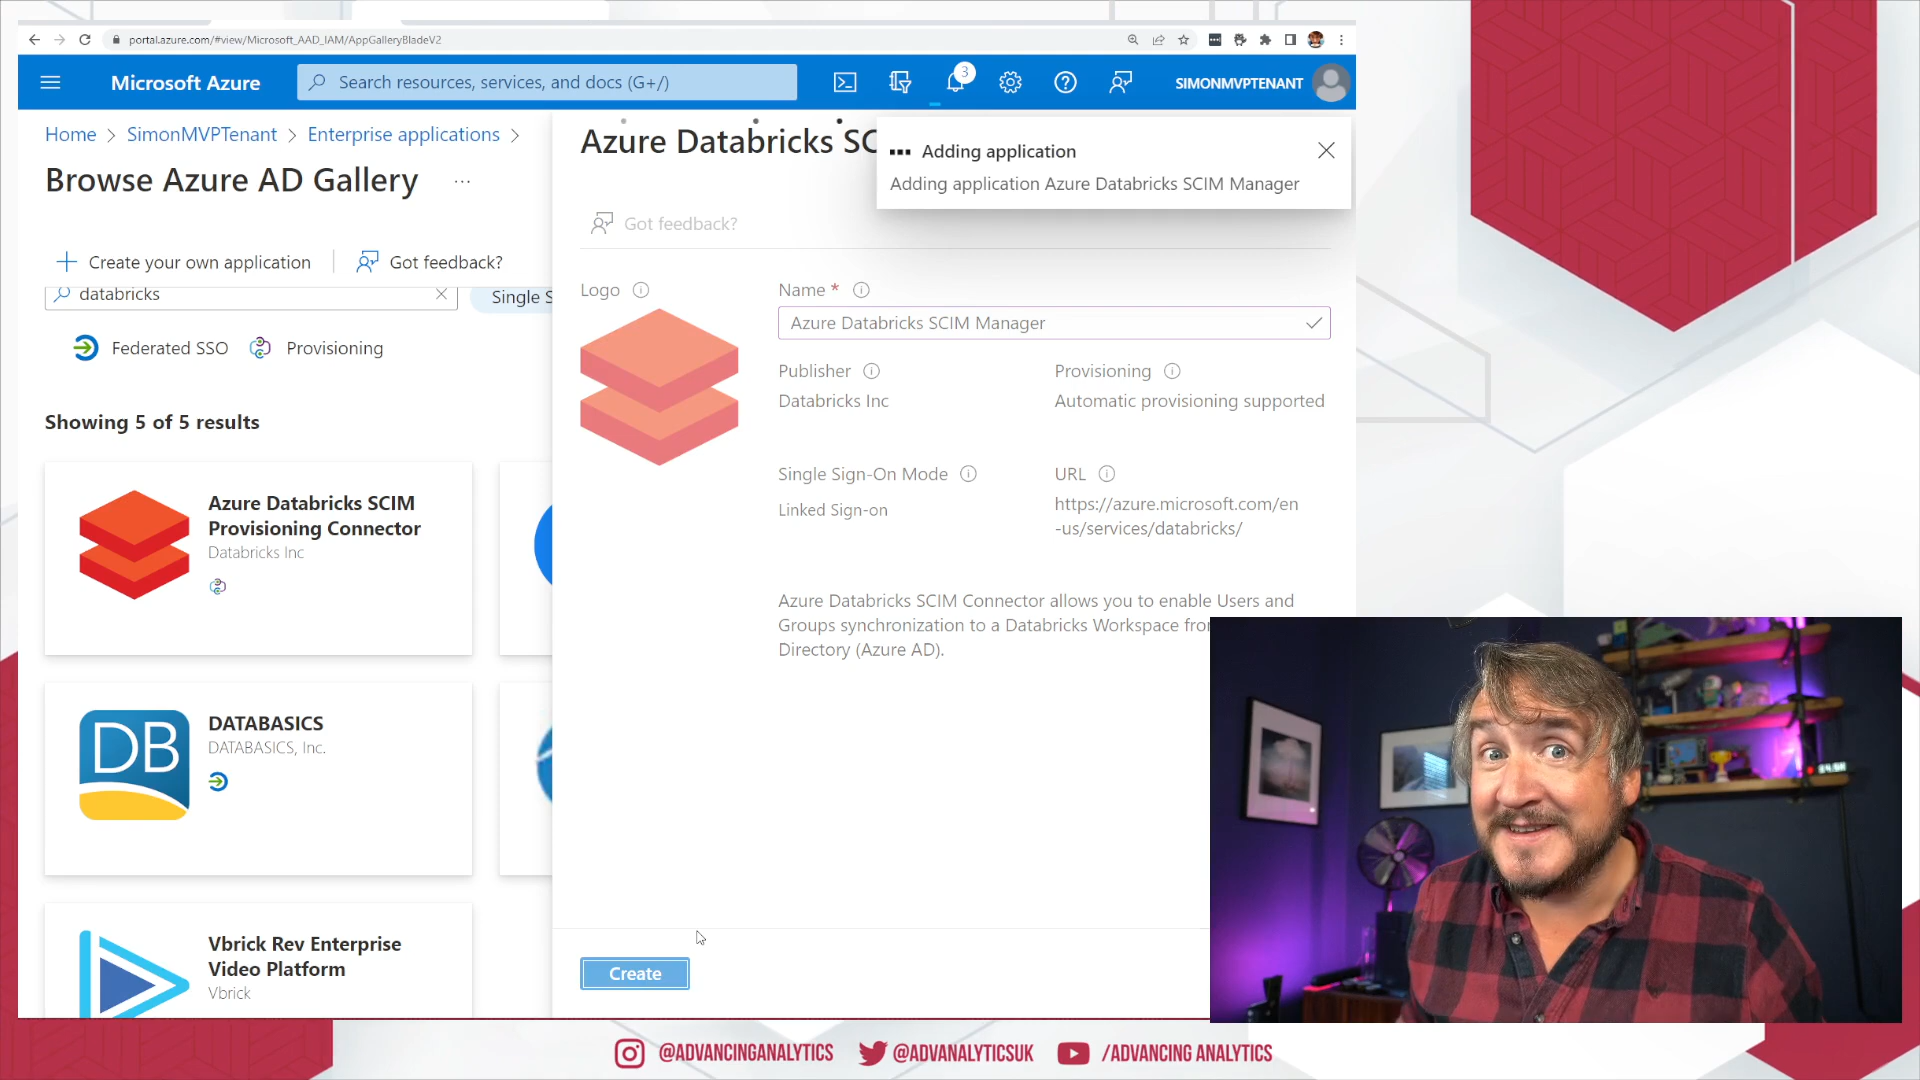 portal.azure.com/#view/Microsoft_AAD_IAM/AppGalleryBladeV2
Microsoft Azure
Search resources, services, and docs (G+/)
3
SIMONMVPTENANT
Home > SimonMVPTenant > Enterprise applications >
Browse Azure AD Gallery ...
+ Create your own application
Got feedback?
databricks
Single S
Federated SSO
Provisioning
Showing 5 of 5 results
Azure Databricks SCIM
Provisioning Connector
Databricks Inc
DB
DATABASICS
DATABASICS, Inc.
Vbrick Rev Enterprise
Video Platform
Vbrick
Azure Databricks SC
Adding application
Adding application Azure Databricks SCIM Manager
Got feedback?
Logo
Name *
Azure Databricks SCIM Manager
Publisher
Databricks Inc
Provisioning
Automatic provisioning supported
Single Sign-On Mode
Linked Sign-on
URL
https://azure.microsoft.com/en
-us/services/databricks/
Azure Databricks SCIM Connector allows you to enable Users and
Groups synchronization to a Databricks Workspace fro
Directory (Azure AD).
Create
@ADVANCINGANALYTICS
@ADVANALYTICSUK
/ADVANCING ANALYTICS